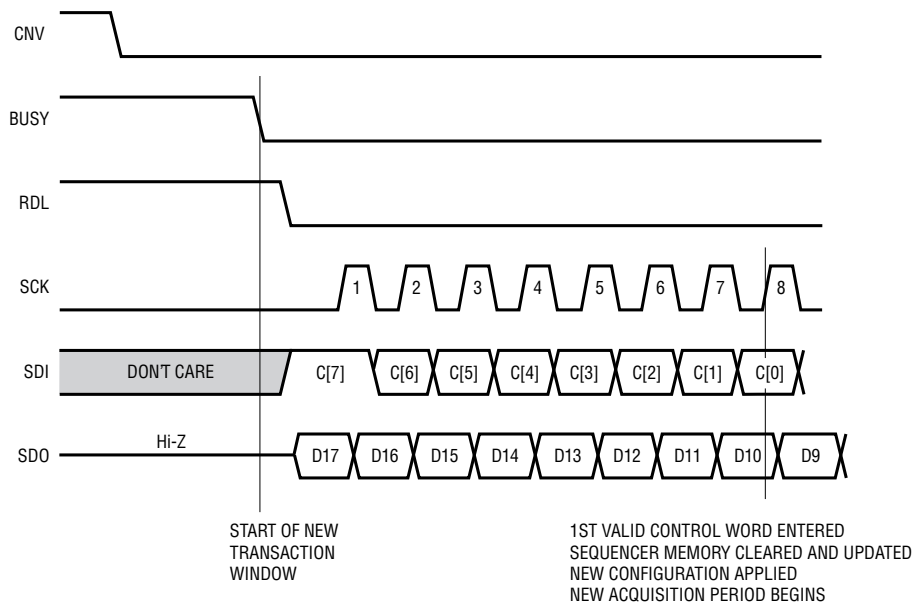 CNV
BUSY
RDL
SCK 1 2 3 4 5 6 7 8
SDI DON'T CARE C[7] C[6] C[5] C[4] C[3] C[2] C[1] C[0]
SDO Hi-Z D17 D16 D15 D14 D13 D12 D11 D10 D9
START OF NEW
TRANSACTION
WINDOW
1ST VALID CONTROL WORD ENTERED
SEQUENCER MEMORY CLEARED AND UPDATED
NEW CONFIGURATION APPLIED
NEW ACQUISITION PERIOD BEGINS